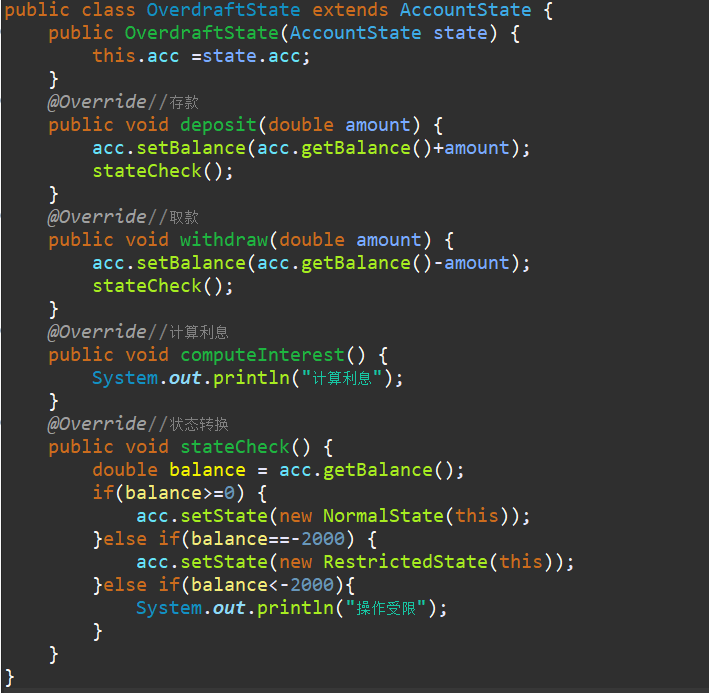 public class OverdraftState extends AccountState {
    public OverdraftState(AccountState state) {
        this.acc =state.acc;
    }
    @Override//存款
    public void deposit(double amount) {
        acc.setBalance(acc.getBalance()+amount);
        stateCheck();
    }
    @Override//取款
    public void withdraw(double amount) {
        acc.setBalance(acc.getBalance()-amount);
        stateCheck();
    }
    @Override//计算利息
    public void computeInterest() {
        System.out.println("计算利息");
    }
    @Override//状态转换
    public void stateCheck() {
        double balance = acc.getBalance();
        if(balance>=0) {
            acc.setState(new NormalState(this));
        }else if(balance==-2000) {
            acc.setState(new RestrictedState(this));
        }else if(balance<-2000){
            System.out.println("操作受限");
        }
    }
}